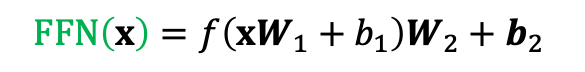 FFN(x) = f(xW₁ + b₁)W₂ + b₂